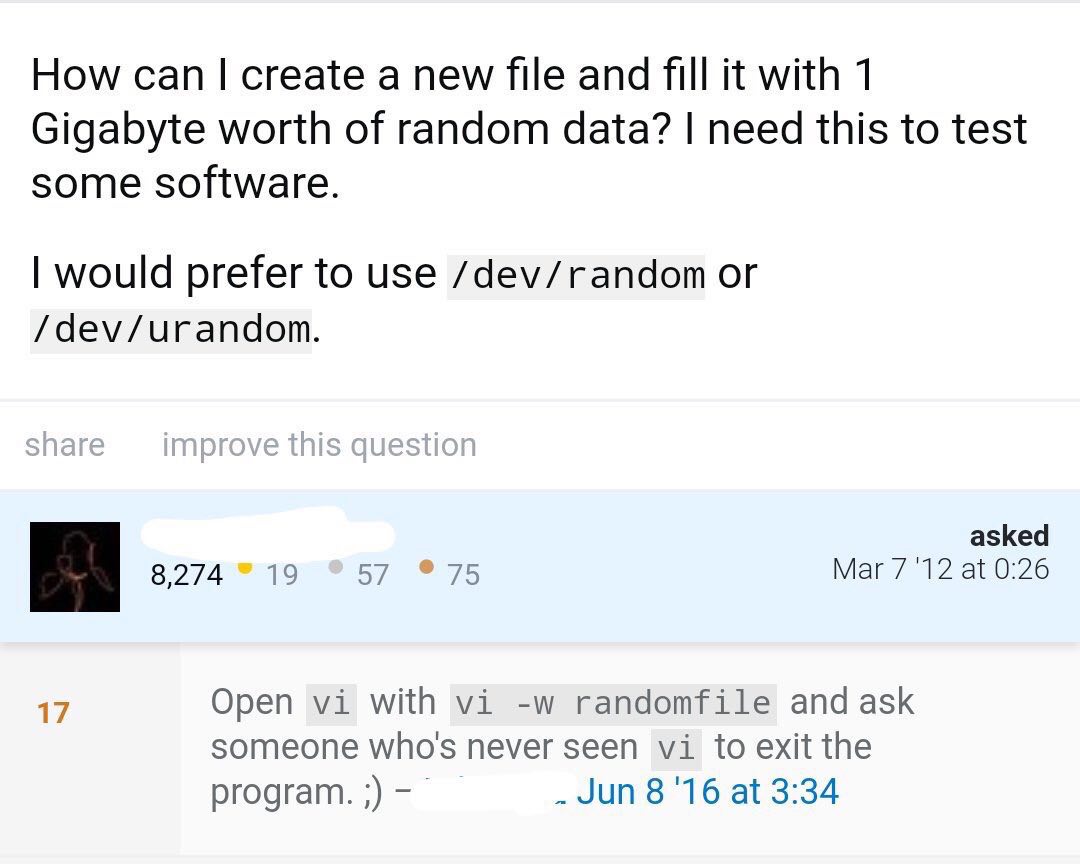 How can I create a new file and fill it with 1
Gigabyte worth of random data? I need this to test
some software.
I would prefer to use /dev/random or
/dev/urandom.
share improve this question
asked
8,274 19 57 75 Mar 7 '12 at 0:26
17 Open vi with vi -w randomfile and ask
someone who's never seen vi to exit the
program. ;) – Jun 8 '16 at 3:34